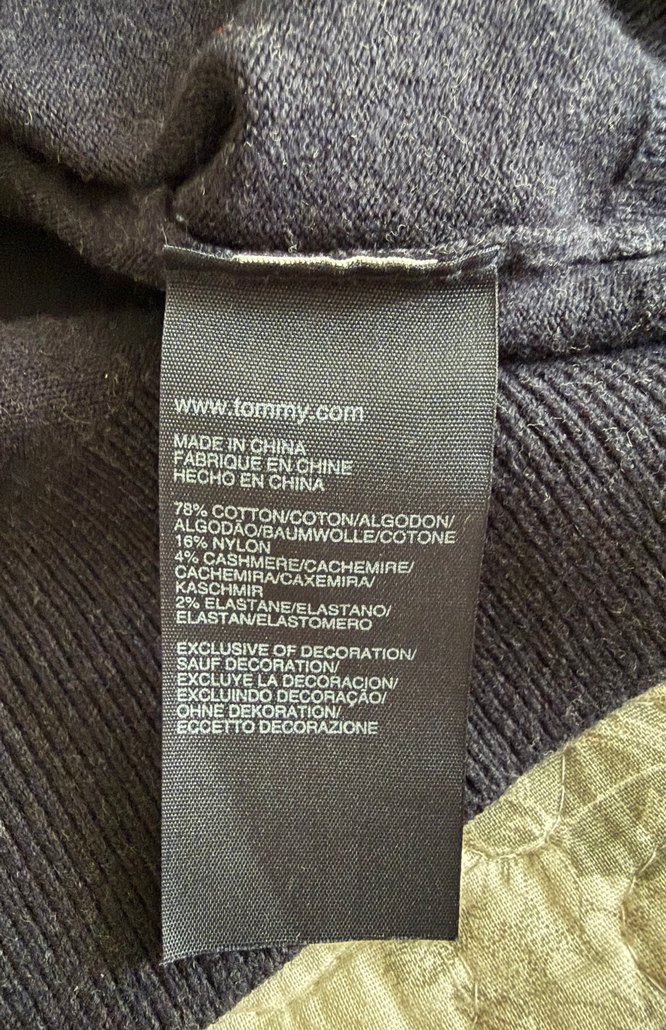 www.tommy.com
MADE IN CHINA
FABRIQUE EN CHINE
HECHO EN CHINA
78% COTTON/COTON/ALGODON/
ALGODÃO/BAUMWOLLE/COTONE
16% NYLON
4% CASHMERE/CACHEMIRE/
CACHEMIRA/CAXEMIRA/
KASCHMIR
2% ELASTANE/ELASTANO/
ELASTAN/ELASTOMERO
EXCLUSIVE OF DECORATION/
SAUF DECORATION/
EXCLUYE LA DECORACION/
EXCLUINDO DECORAÇÃO/
OHNE DEKORATION/
ECCETTO DECORAZIONE